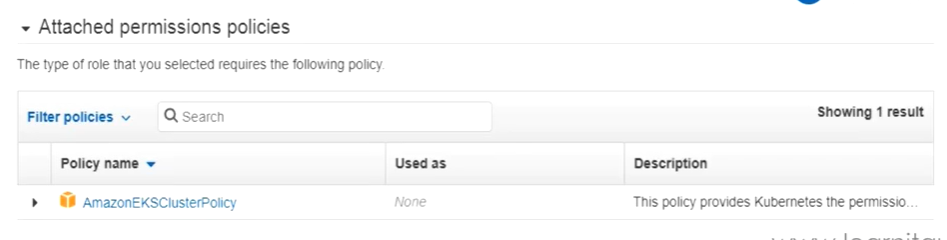 Attached permissions policies
The type of role that you selected requires the following policy.
Filter policies Search Showing 1 result
Policy name Used as Description
AmazonEKSClusterPolicy None This policy provides Kubernetes the permissio...